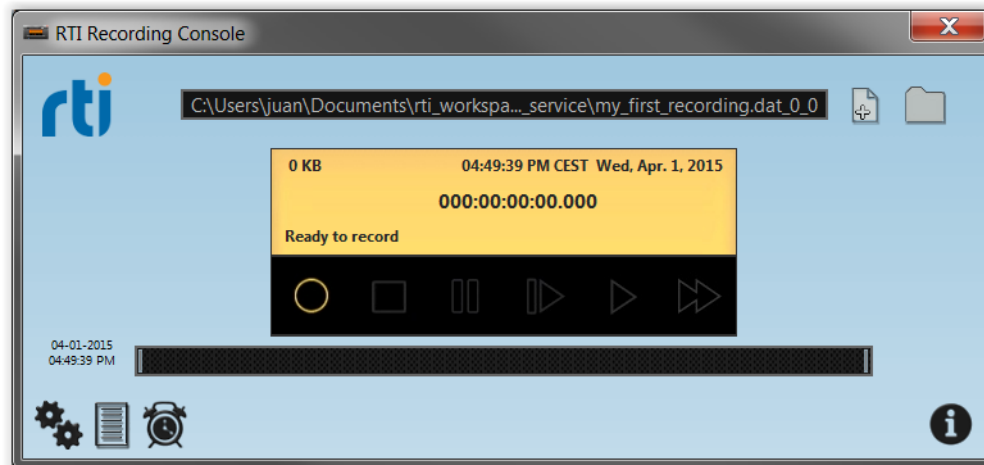 RTI Recording Console
X
rti
C:\Users\juan\Documents\rti_workspa..._service\my_first_recording.dat_0_0
0 KB 04:49:39 PM CEST Wed, Apr. 1, 2015
000:00:00:00.000
Ready to record
04-01-2015
04:49:39 PM
i